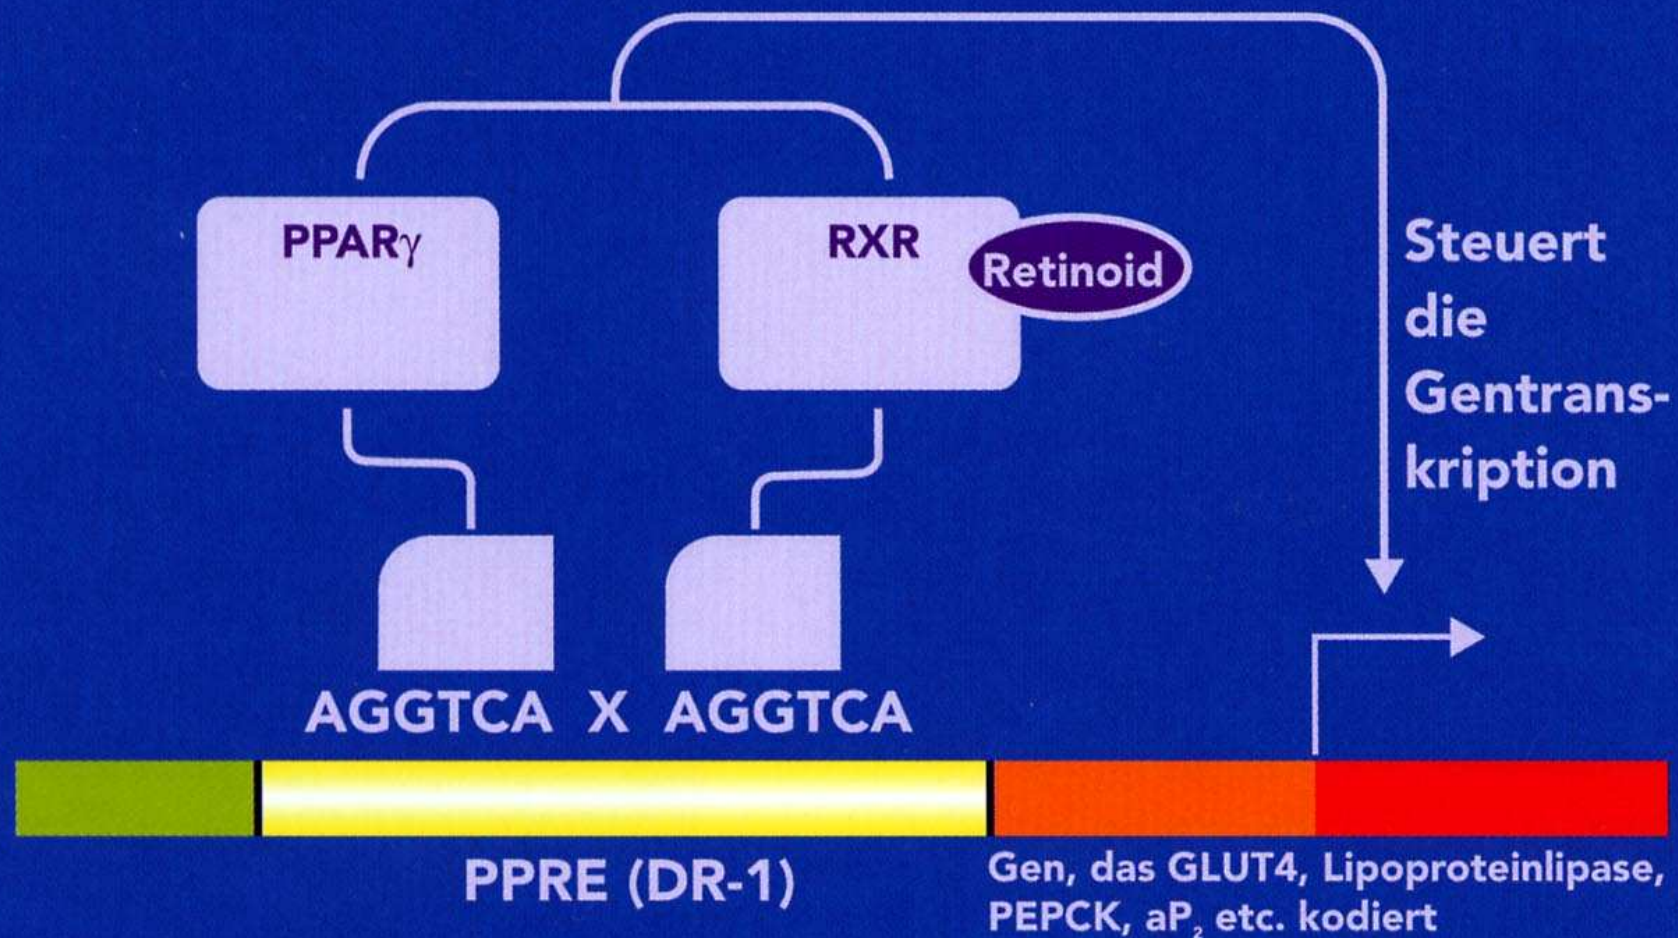 PPARγ
RXR
Retinoid
Steuert
die
Gentrans-
kription
AGGTCA X AGGTCA
PPRE (DR-1)
Gen, das GLUT4, Lipoproteinlipase,
PEPCK, aP₂ etc. kodiert